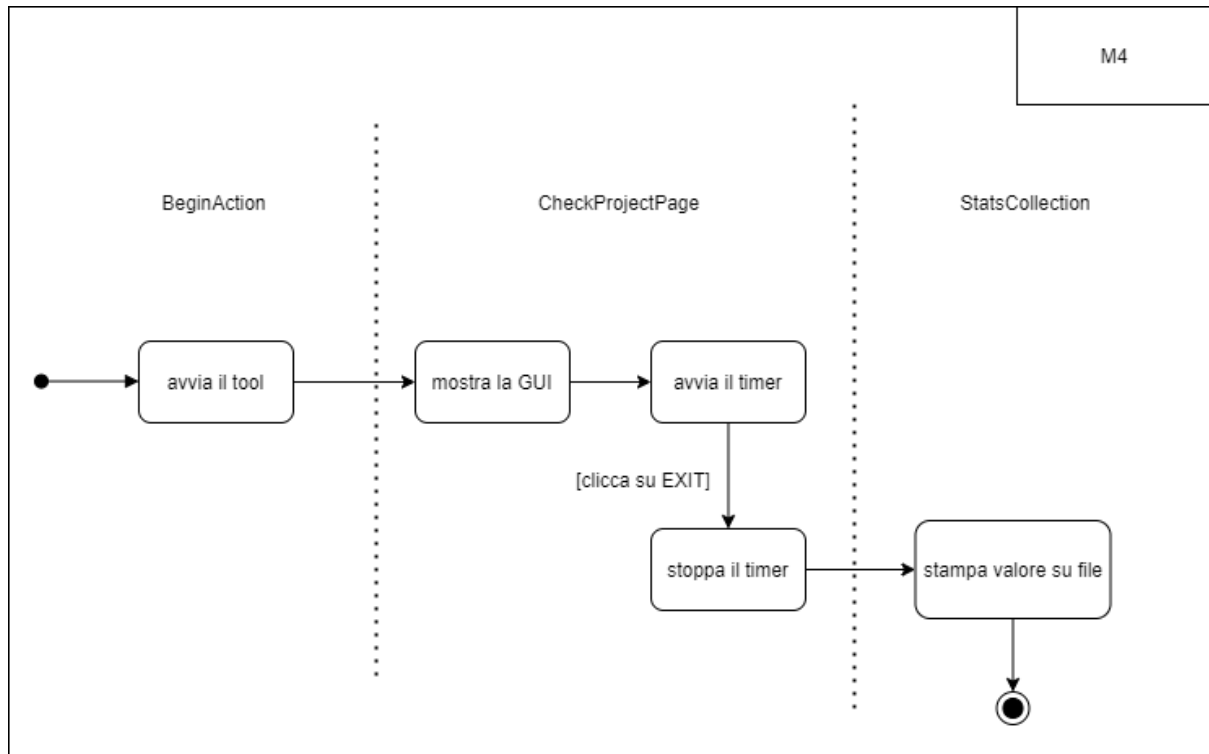 M4
BeginAction
CheckProjectPage
StatsCollection
avvia il tool
mostra la GUI
avvia il timer
[clicca su EXIT]
stoppa il timer
stampa valore su file